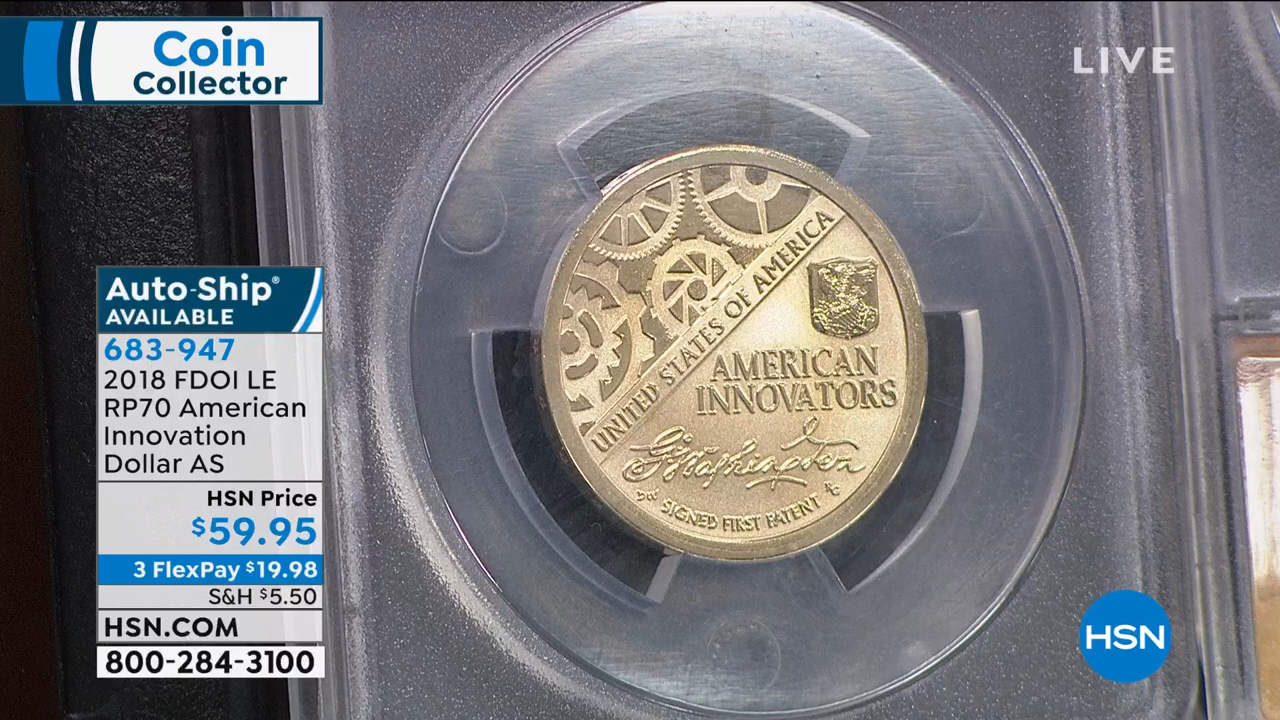 Coin
Collector
LIVE
Auto-Ship®
AVAILABLE
683-947
2018 FDOI LE
RP70 American
Innovation
Dollar AS
HSN Price
$59.95
3 FlexPay $19.98
S&H $5.50
HSN.COM
800-284-3100
UNITED STATES OF AMERICA
AMERICAN
INNOVATORS
G Washington
SIGNED FIRST PATENT
HSN